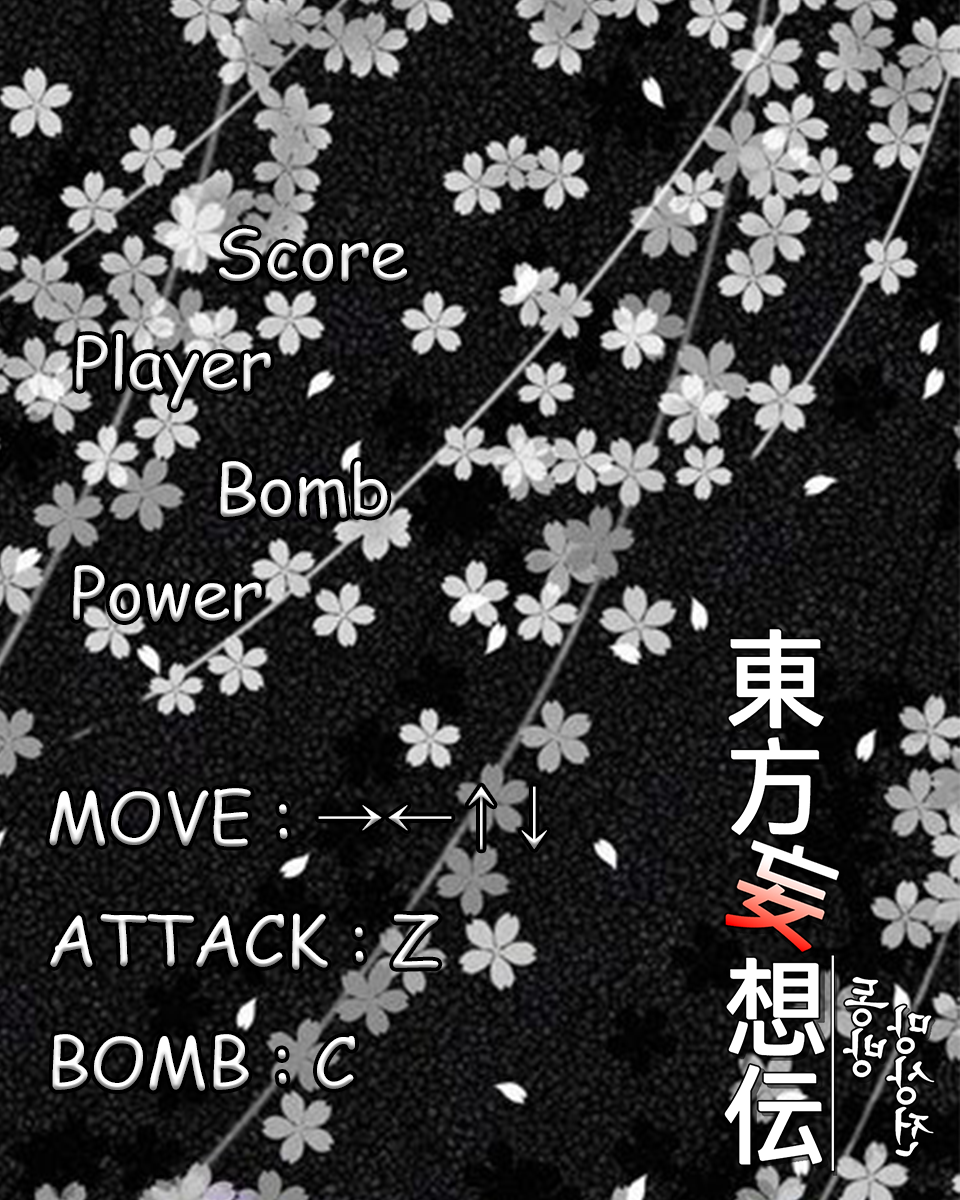 Score
Player
Bomb
Power
MOVE : →←↑↓
ATTACK : Z
BOMB : C
東方妄想伝